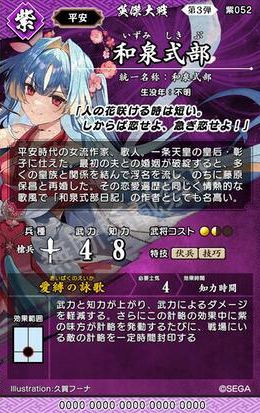 紫
平安
英傑大戦
第3弾
紫052
いずみ しきぶ
和泉式部
統一名称：和泉式部
生没年：不明
「人の花咲ける時は短い。
しからば恋せよ、急ぎ恋せよ！」
平安時代の女流作家、歌人。一条天皇の皇后・彰
子に仕えた。最初の夫との婚姻が破綻すると、多
くの皇族と関係を結んで浮名を流し、のちに藤原
保昌と再婚した。その恋愛遍歴と同じく情熱的な
歌風で「和泉式部日記」の作者としても名高い。
兵種 武力 知力 武将コスト
槍兵 4 8
特技 伏兵 技巧
あいばくのえいか
愛縛の詠歌
必要士気 効果時間
4 知力時間
効果範囲
武力と知力が上がり、武力によるダメージ
を軽減する。さらにこの計略の効果中に紫
の味方が計略を発動するたびに、戦場にい
る敵の計略を一定時間封印する
Illustration:久賀フーナ
©SEGA
0000 0000 0000 0000 0000